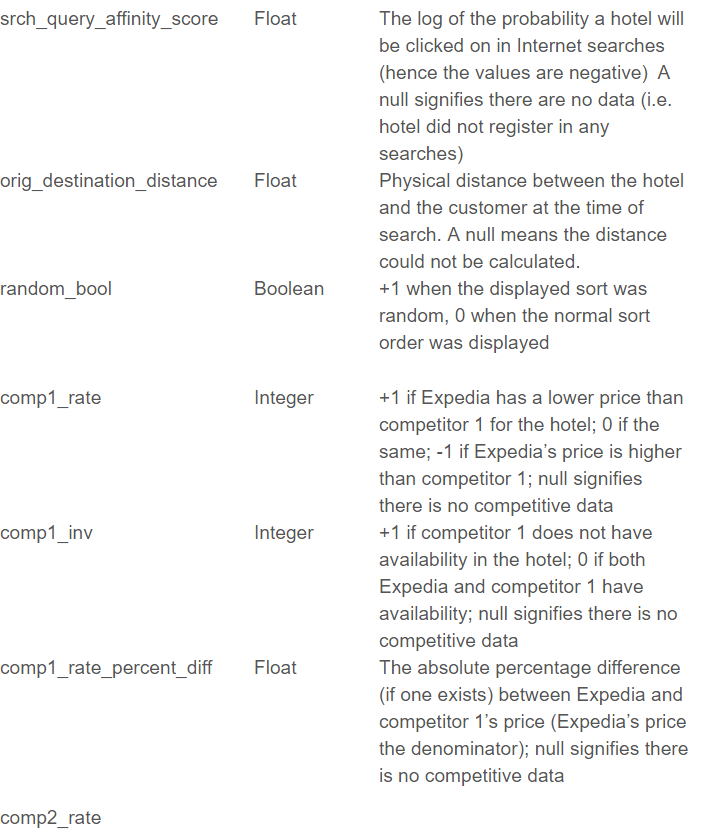 srch_query_affinity_score Float The log of the probability a hotel will
be clicked on in Internet searches
(hence the values are negative)  A
null signifies there are no data (i.e.
hotel did not register in any
searches)
orig_destination_distance Float Physical distance between the hotel
and the customer at the time of
search. A null means the distance
could not be calculated.
random_bool Boolean +1 when the displayed sort was
random, 0 when the normal sort
order was displayed
comp1_rate Integer +1 if Expedia has a lower price than
competitor 1 for the hotel; 0 if the
same; -1 if Expedia’s price is higher
than competitor 1; null signifies
there is no competitive data
comp1_inv Integer +1 if competitor 1 does not have
availability in the hotel; 0 if both
Expedia and competitor 1 have
availability; null signifies there is no
competitive data
comp1_rate_percent_diff Float The absolute percentage difference
(if one exists) between Expedia and
competitor 1’s price (Expedia’s price
the denominator); null signifies there
is no competitive data
comp2_rate